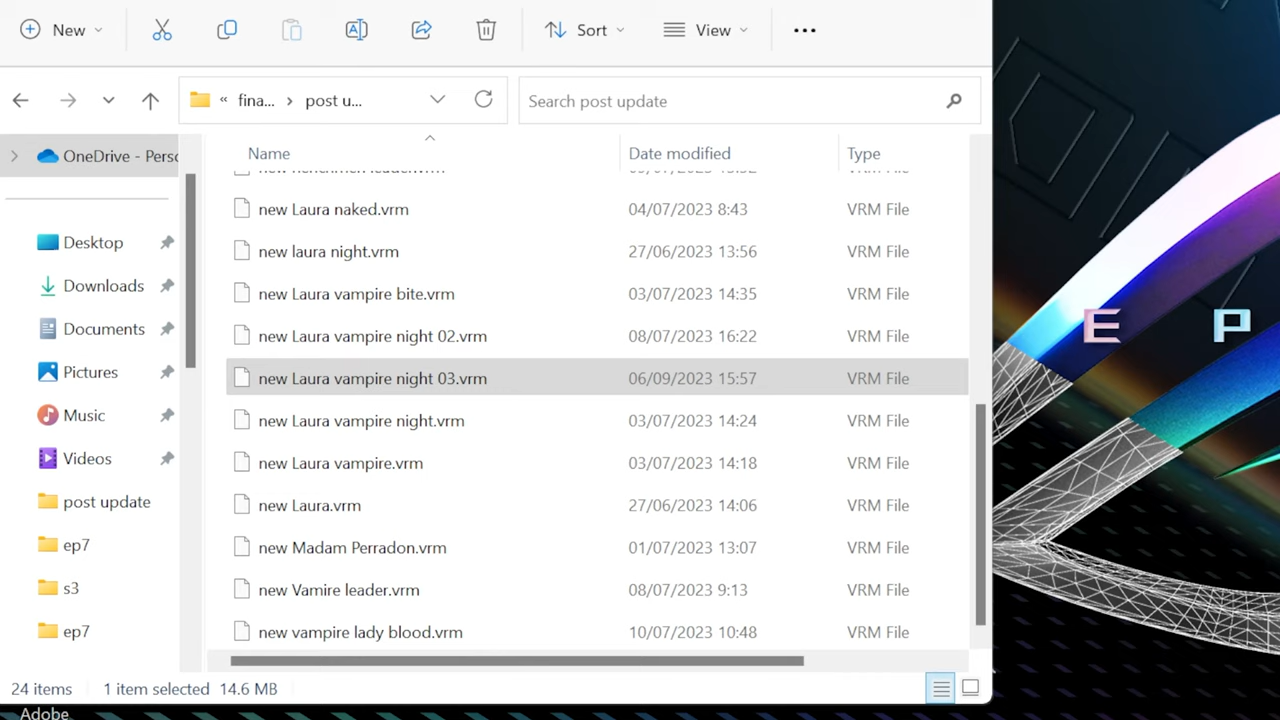 New
Sort
View
« fina... › post u...
Search post update
OneDrive - Pers
Name
Date modified
Type
new Laura naked.vrm 04/07/2023 8:43 VRM File
new laura night.vrm 27/06/2023 13:56 VRM File
new Laura vampire bite.vrm 03/07/2023 14:35 VRM File
new Laura vampire night 02.vrm 08/07/2023 16:22 VRM File
new Laura vampire night 03.vrm 06/09/2023 15:57 VRM File
new Laura vampire night.vrm 03/07/2023 14:24 VRM File
new Laura vampire.vrm 03/07/2023 14:18 VRM File
new Laura.vrm 27/06/2023 14:06 VRM File
new Madam Perradon.vrm 01/07/2023 13:07 VRM File
new Vamire leader.vrm 08/07/2023 9:13 VRM File
new vampire lady blood.vrm 10/07/2023 10:48 VRM File
Desktop
Downloads
Documents
Pictures
Music
Videos
post update
ep7
s3
ep7
24 items
1 item selected 14.8 MB
Adobe
E P